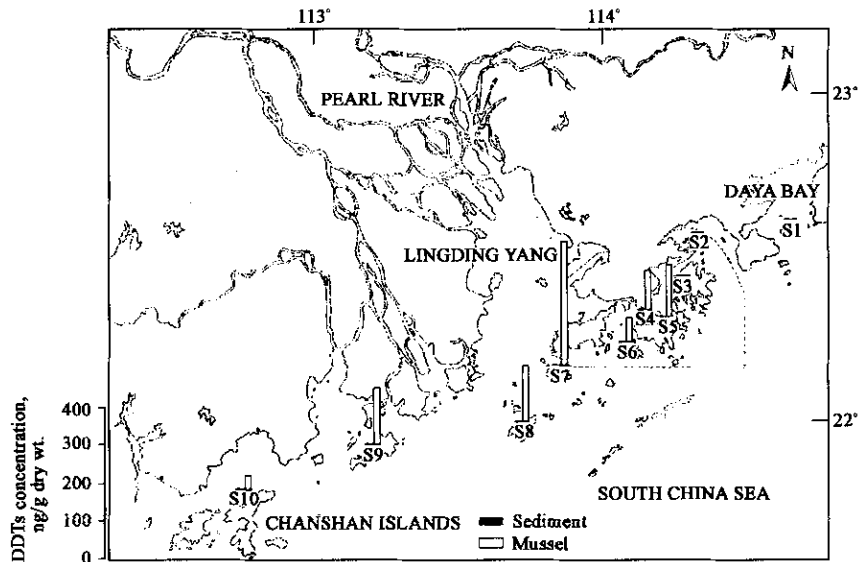 113° 114°
N
23°
PEARL RIVER
DAYA BAY
S1
S2
LINGDING YANG
S3
S4
S5
S6
S7
22°
S8
S9
S10
400
300
200
100
0
DDTs concentration,
ng/g dry wt.
SOUTH CHINA SEA
CHANSHAN ISLANDS
Sediment
Mussel